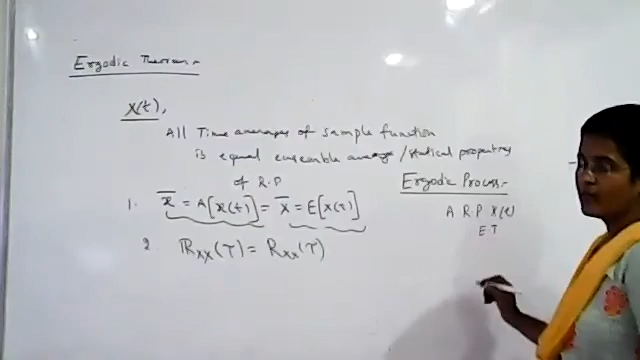 Ergodic Theorem:-
X(t),
All Time averages of sample function
is equal ensemble average/statical property
of R.P
1. x̅ = A[x(t)] = X̅ = E[X(t)]
2 ℝxx(τ) = Rxx(τ)
Ergodic Process:-
A R.P X(t)
E T